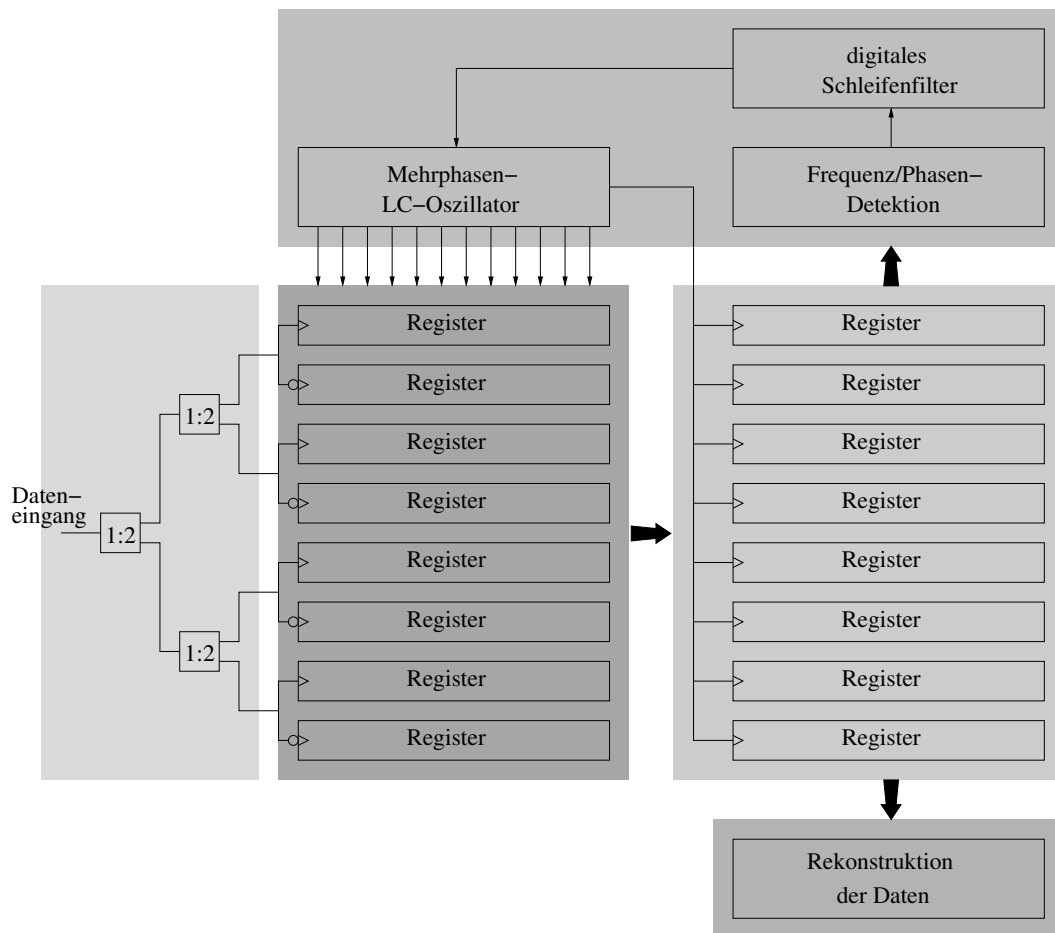 digitales
Schleifenfilter
Mehrphasen−
LC−Oszillator
Frequenz/Phasen−
Detektion
Register
Register
Register
Register
Register
Register
Register
Register
Daten−
eingang
1:2
1:2
1:2
Register
Register
Register
Register
Register
Register
Register
Register
Rekonstruktion
der Daten